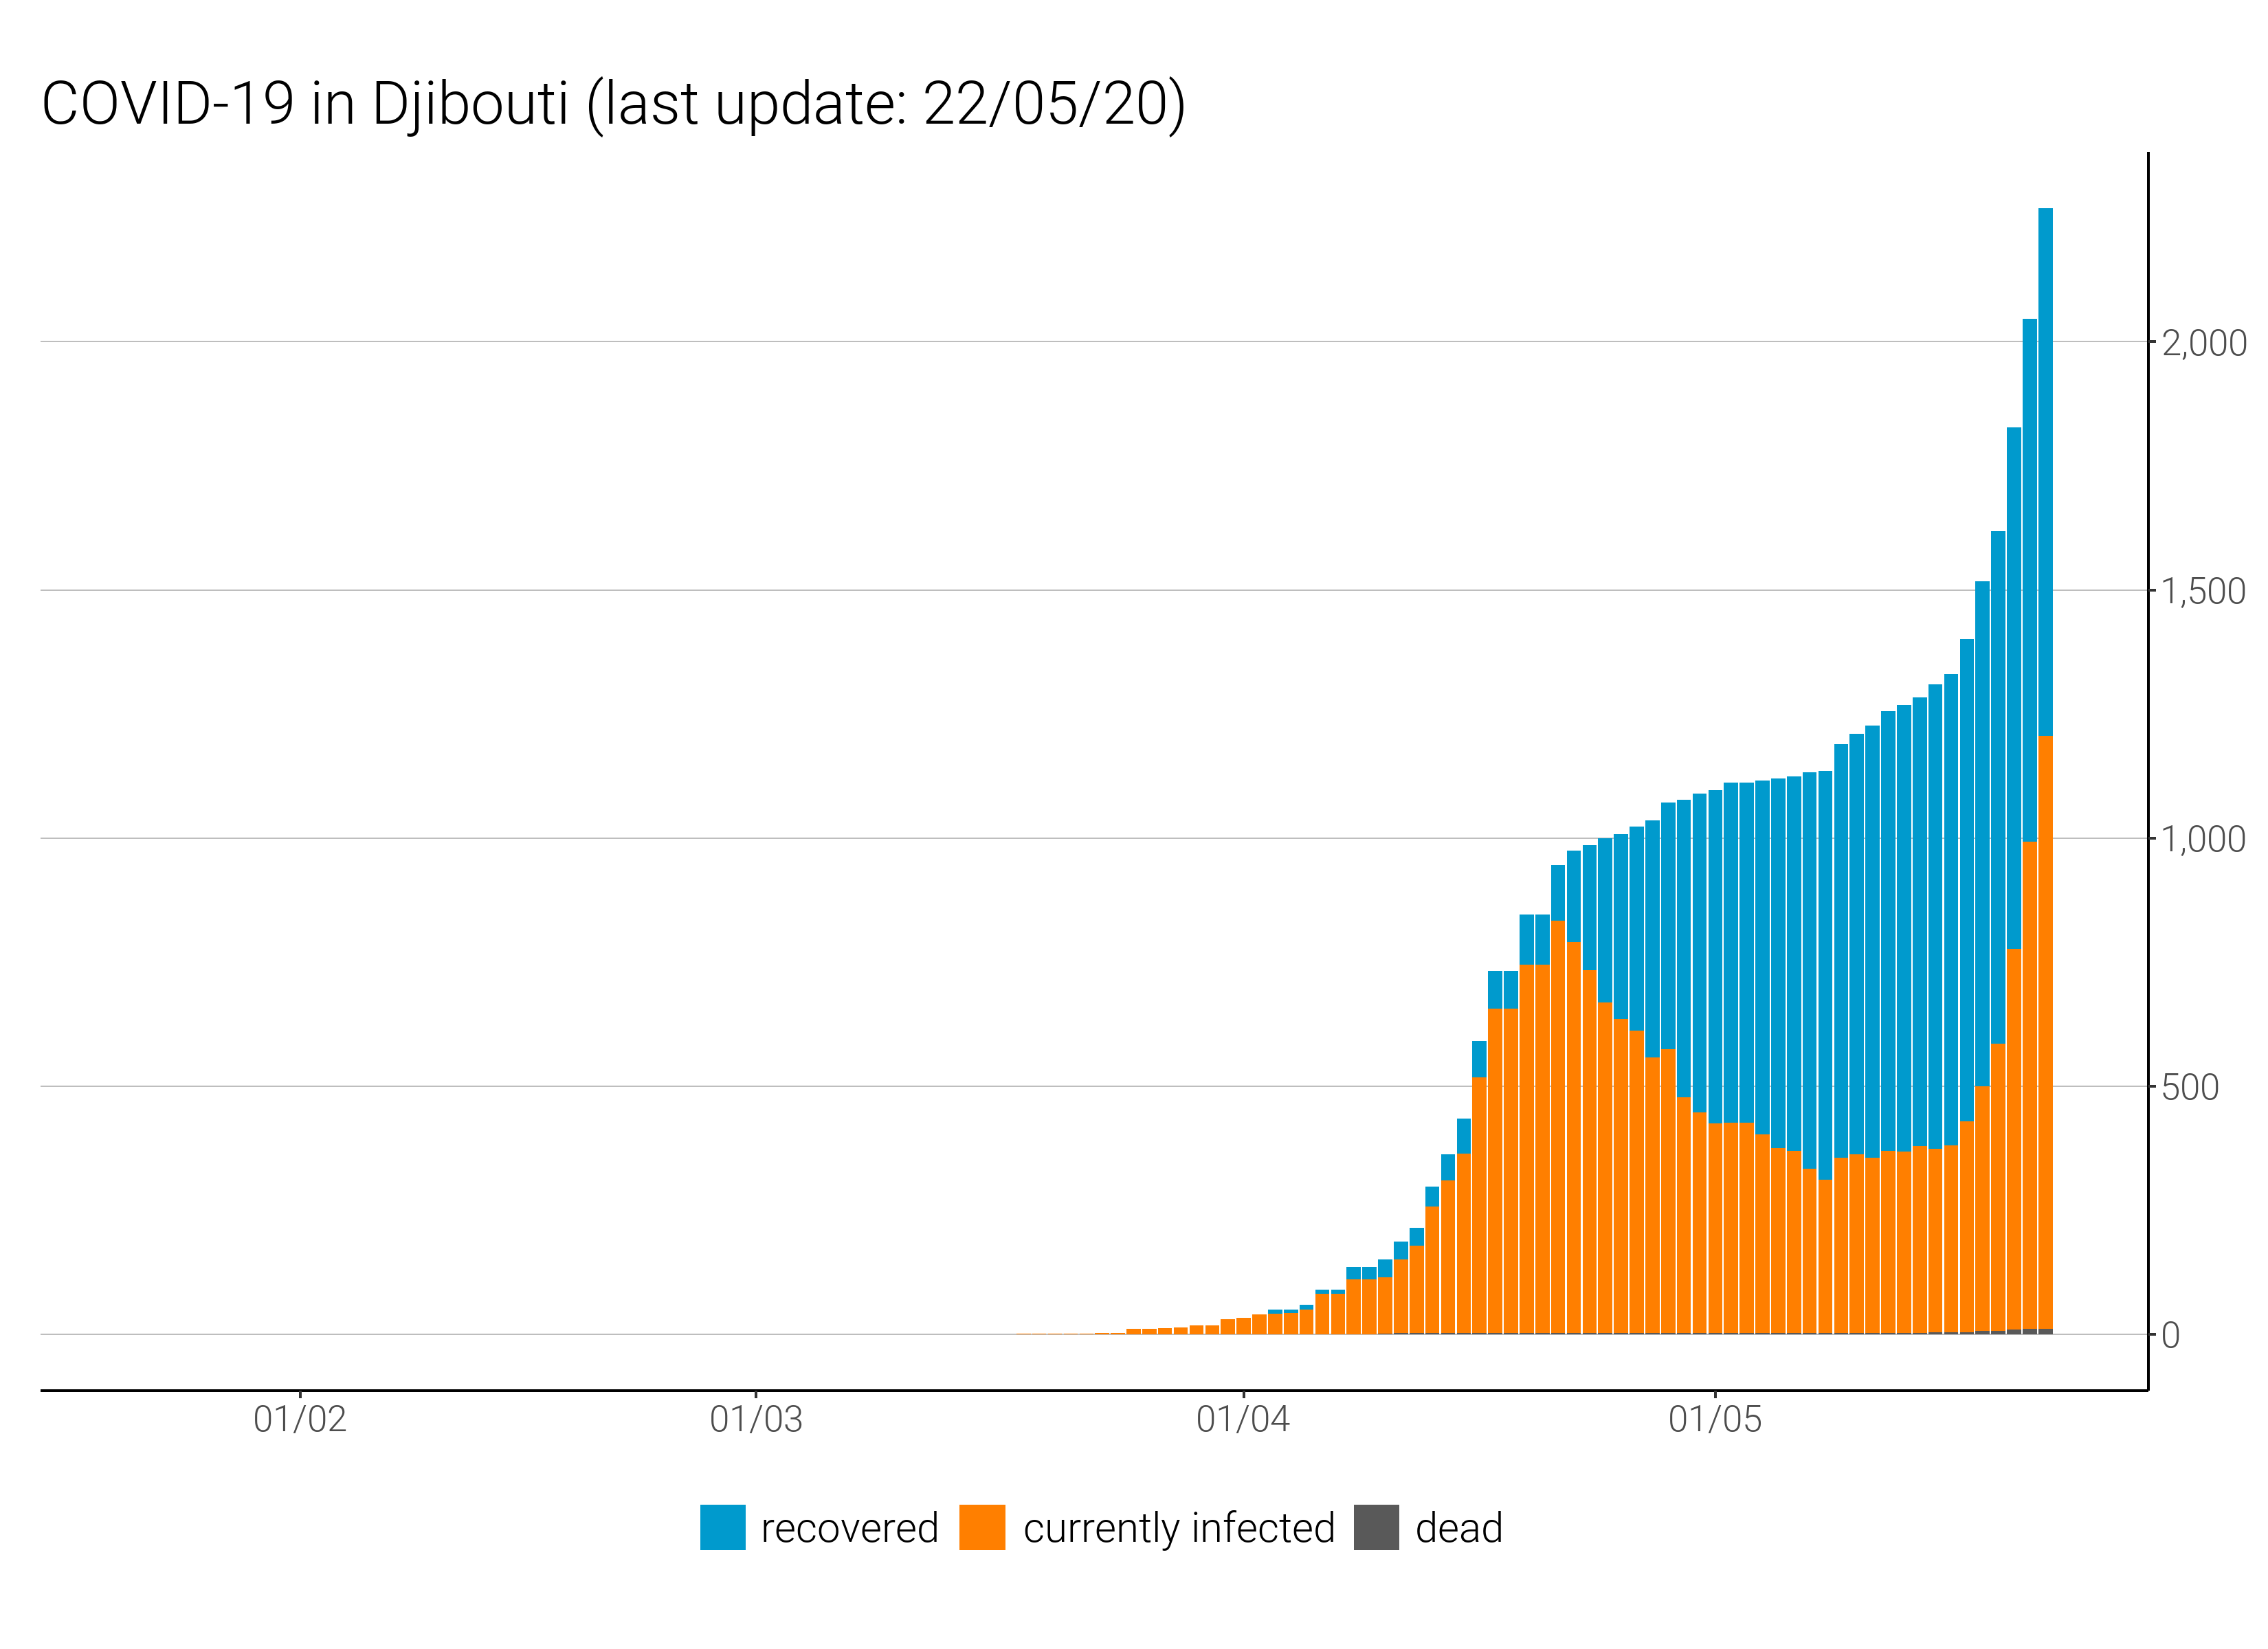 COVID-19 in Djibouti (last update: 22/05/20)
2,000
1,500
1,000
500
0
01/02 01/03 01/04 01/05
recovered currently infected dead